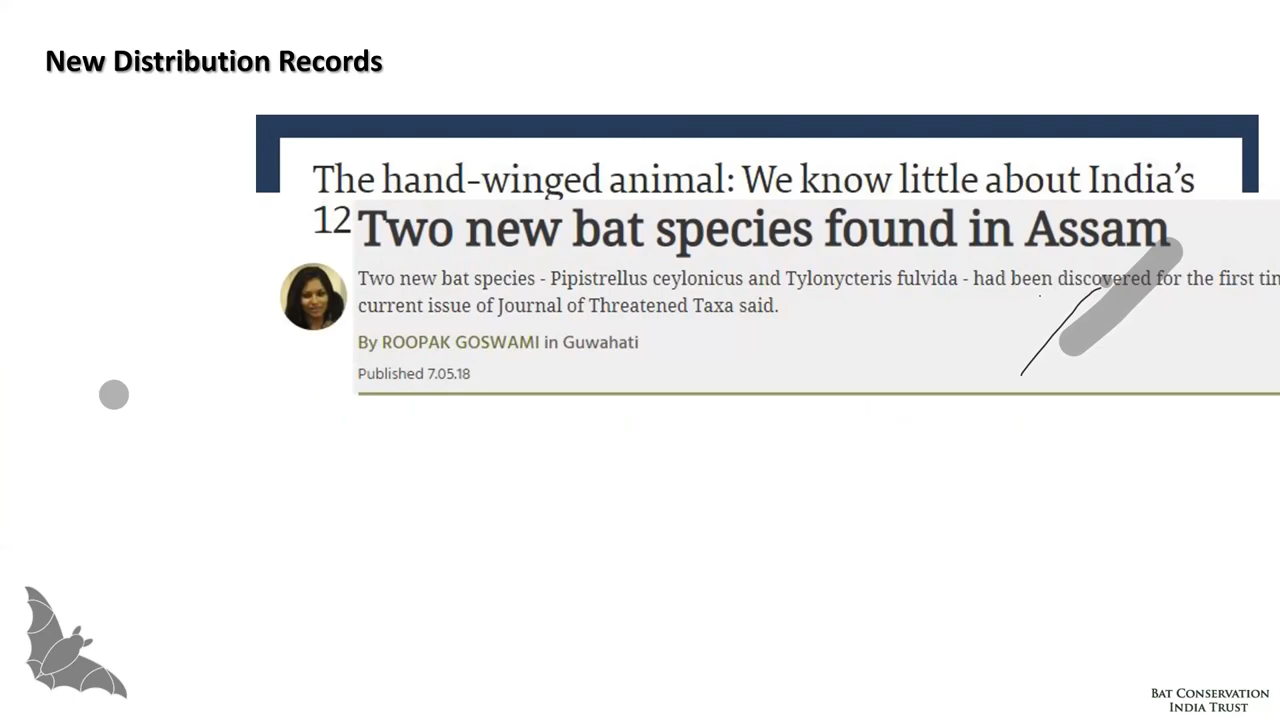 New Distribution Records
The hand-winged animal: We know little about India’s
12
Two new bat species found in Assam
Two new bat species - Pipistrellus ceylonicus and Tylonycteris fulvida - had been discovered for the first
current issue of Journal of Threatened Taxa said.
By ROOPAK GOSWAMI in Guwahati
Published 7.05.18
BAT CONSERVATION
INDIA TRUST